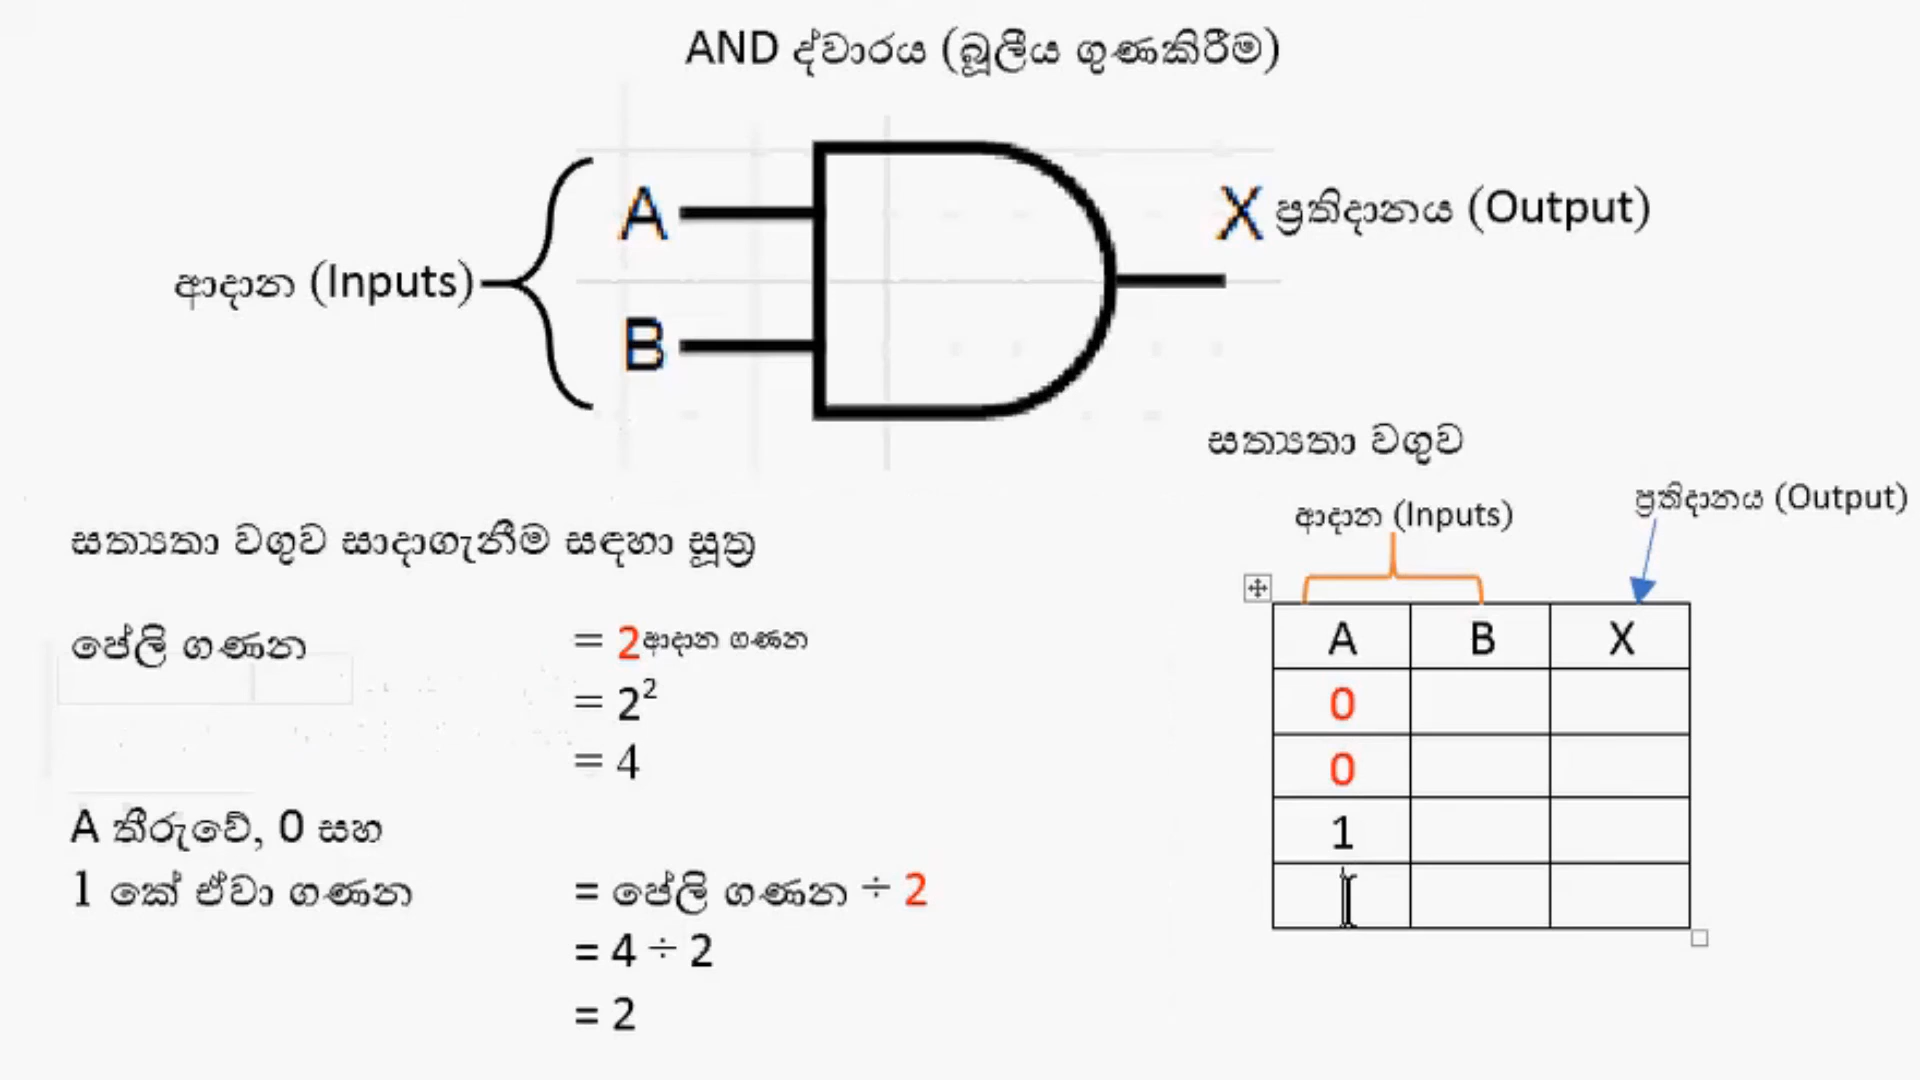 AND ද්වාරය (බූලීය ගුණකිරීම)
A
X ප්‍රතිදානය (Output)
ආදාන (Inputs)
B
සත්‍යතා වගුව
ප්‍රතිදානය (Output)
ආදාන (Inputs)
සත්‍යතා වගුව සාදාගැනීම සඳහා සූත්‍ර
පේලි ගණන = 2ආදාන ගණන
= 2²
= 4
A තීරුවේ, 0 සහ
1 කේ ඒවා ගණන = පේලි ගණන ÷ 2
= 4 ÷ 2
= 2
A B X
0
0
1